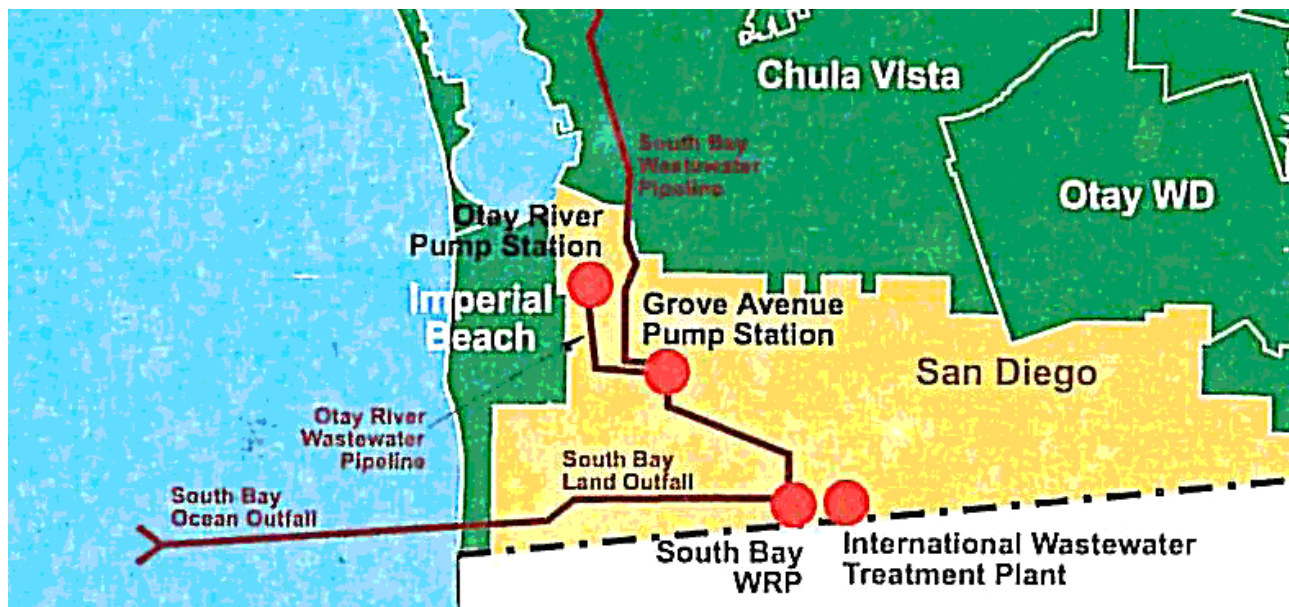 Chula Vista
South Bay
Wastewater
Pipeline
Otay WD
Otay River
Pump Station
Imperial
Beach
Grove Avenue
Pump Station
San Diego
Otay River
Wastewater
Pipeline
South Bay
Land Outfall
South Bay
Ocean Outfall
South Bay
WRP
International Wastewater
Treatment Plant